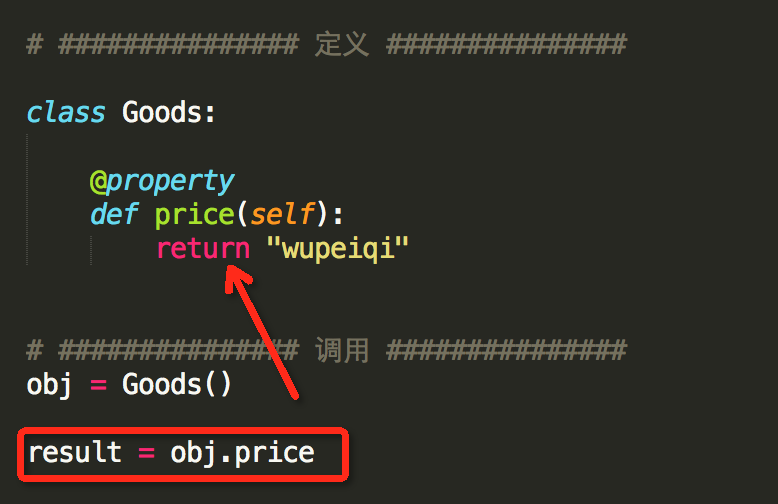 # ############### 定义 ###############
class Goods:
@property
def price(self):
return "wupeiqi"
# ############### 调用 ###############
obj = Goods()
result = obj.price